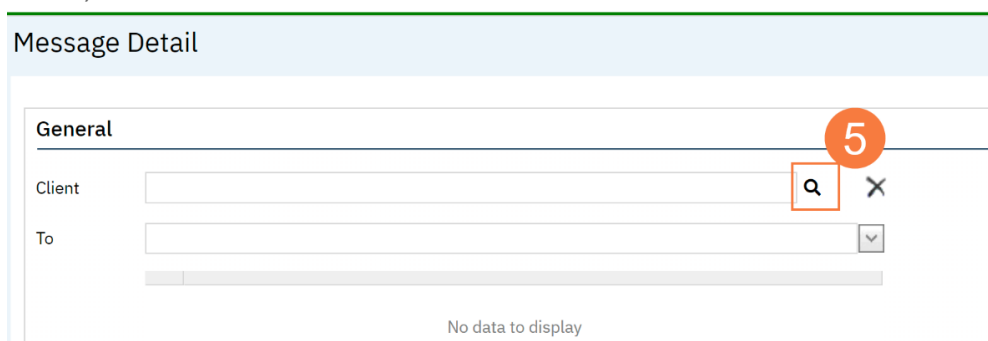 Message Detail
General
5
Client
To
No data to display